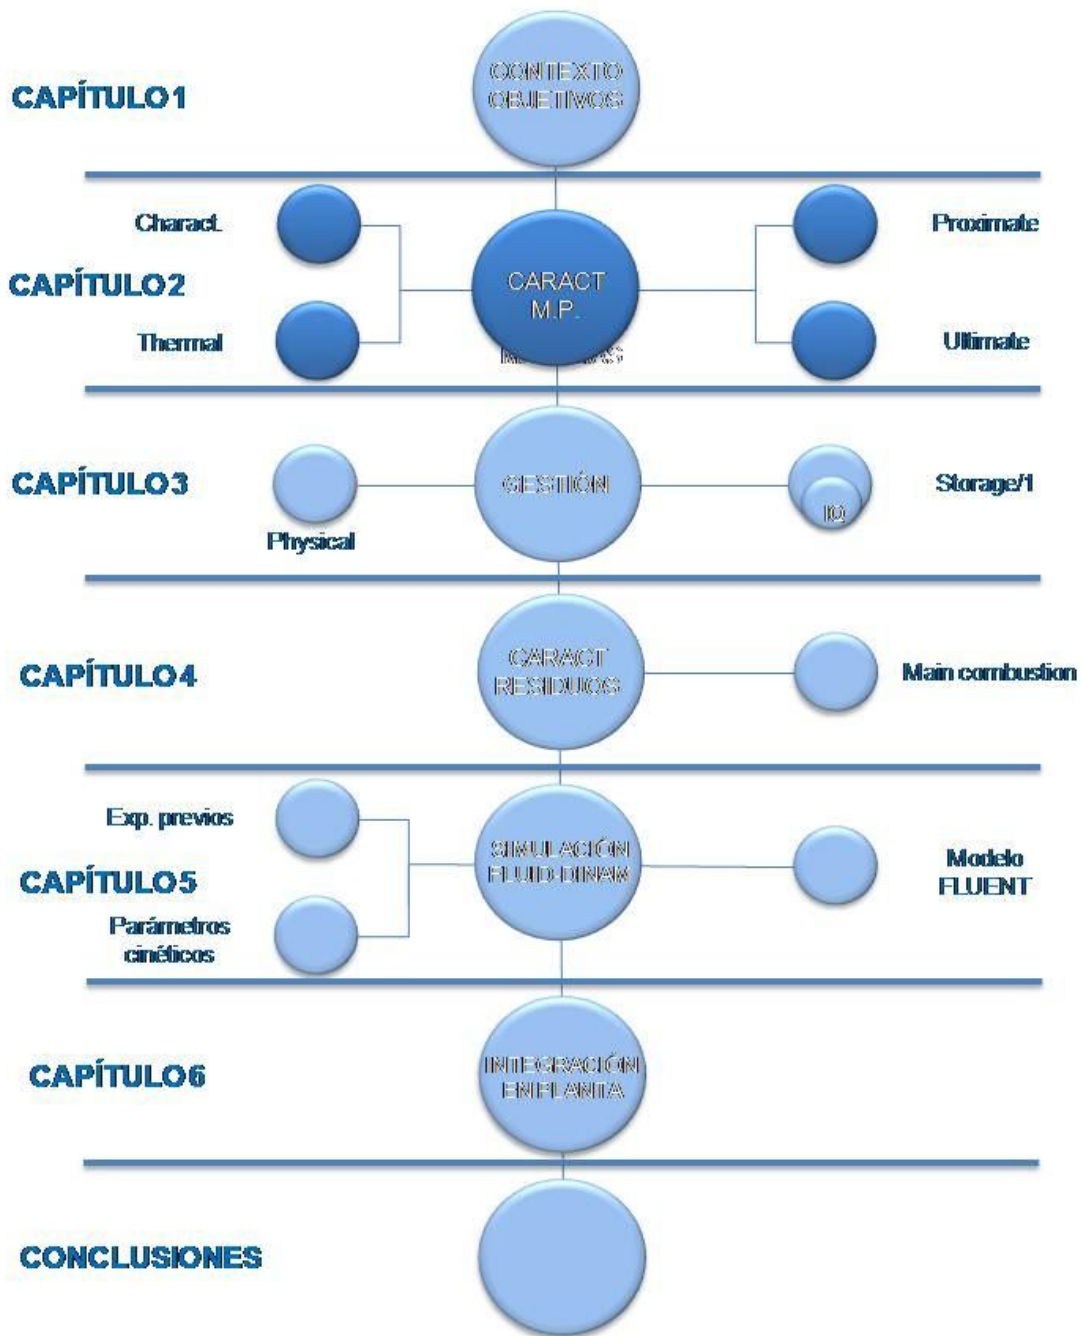 CAPÍTULO 1
CONTEXTO
OBJETIVOS
CAPÍTULO 2
Charact.
Thermal
CARACT
M.P.
Proximate
Ultimate
CAPÍTULO 3
Physical
GESTIÓN
IQ
Storage/1
CAPÍTULO 4
CARACT
RESIDUOS
Main combustion
CAPÍTULO 5
Exp. previos
Parámetros
cinéticos
SIMULACIÓN
FLUID-DINAM
Modelo
FLUENT
CAPÍTULO 6
INTEGRACIÓN
EN PLANTA
CONCLUSIONES